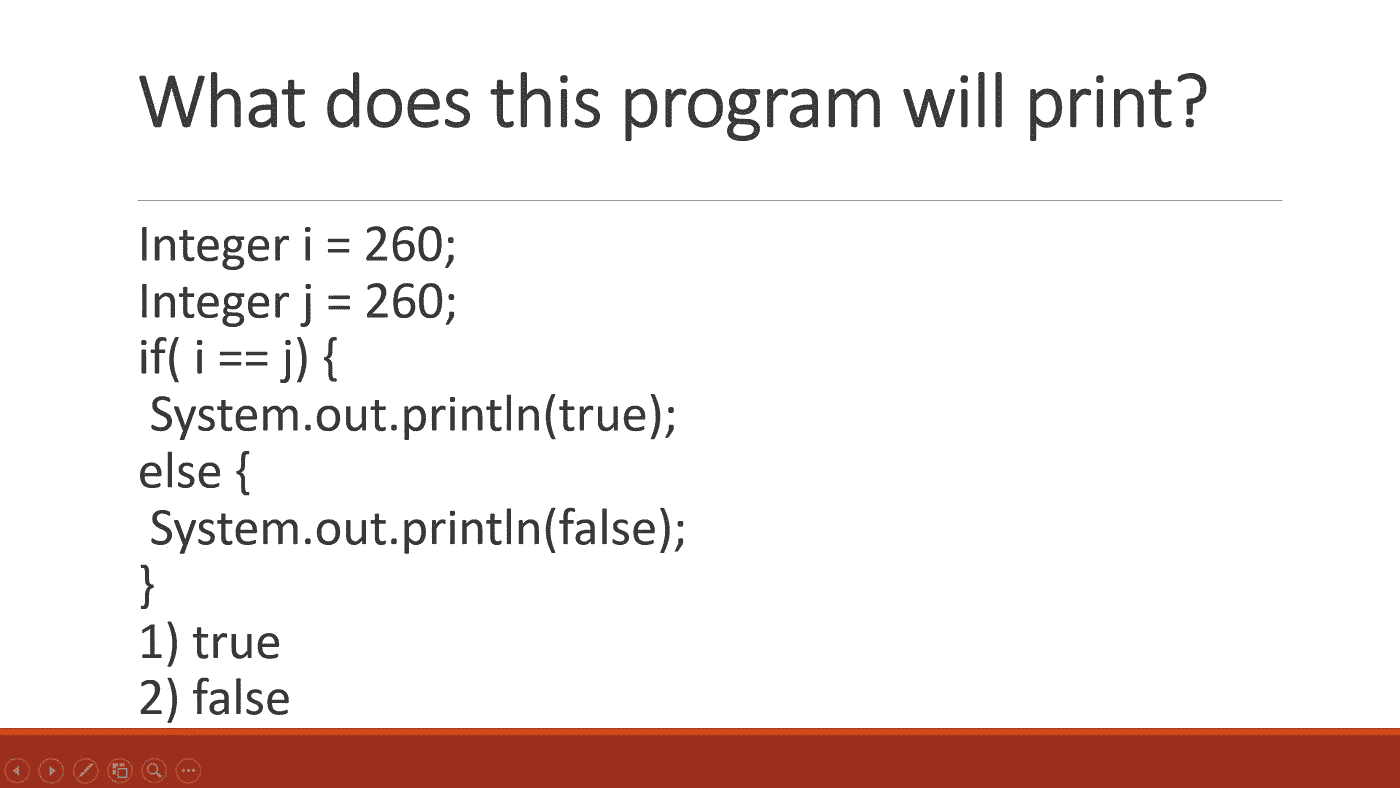 What does this program will print?
Integer i = 260;
Integer j = 260;
if( i == j) {
System.out.println(true);
else {
System.out.println(false);
}
1) true
2) false